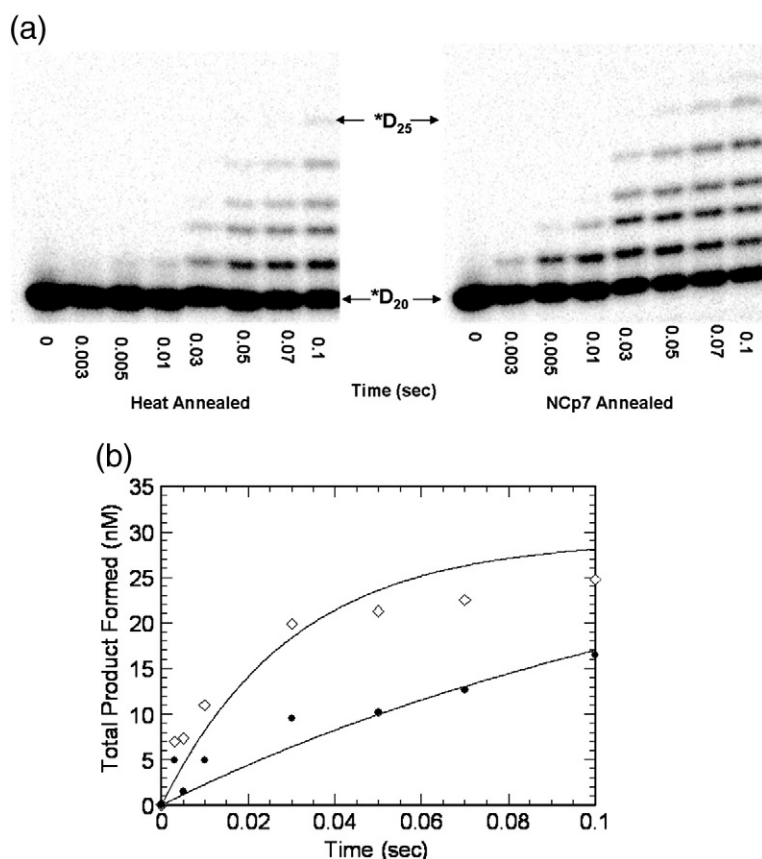 (a)
*D25
*D20
0 0.003 0.005 0.01 0.03 0.05 0.07 0.1
0 0.003 0.005 0.01 0.03 0.05 0.07 0.1
Time (sec)
Heat Annealed
NCp7 Annealed
(b)
Total Product Formed (nM)
35
30
25
20
15
10
5
0
0 0.02 0.04 0.06 0.08 0.1
Time (sec)